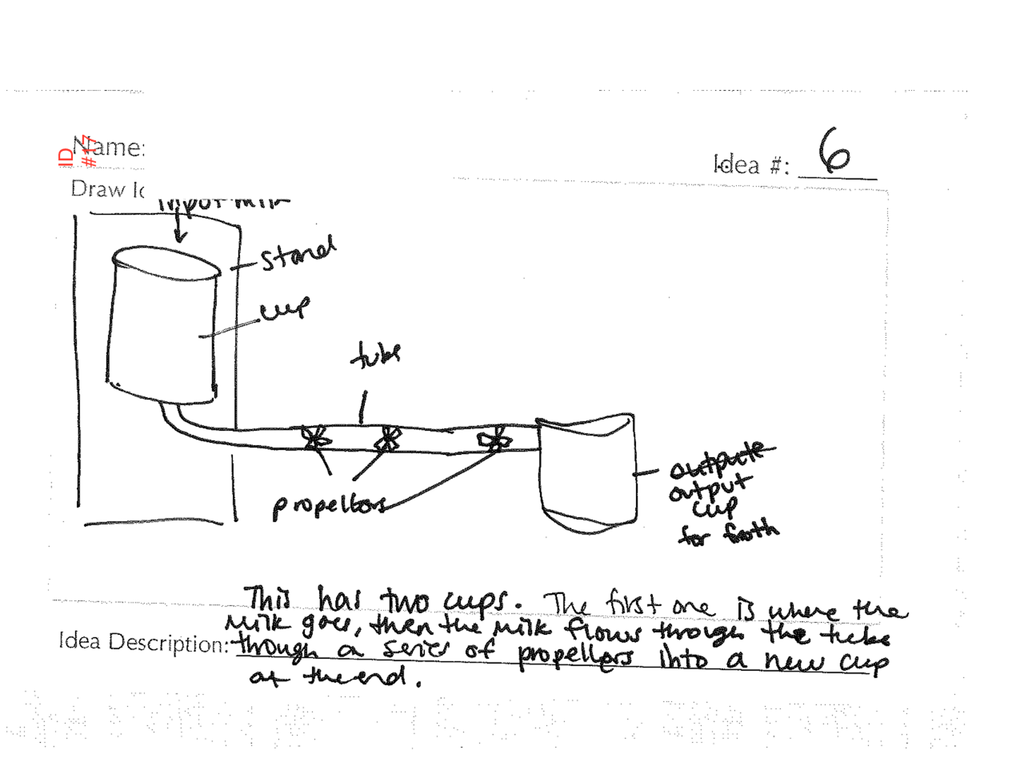 ID #17
Name:
Idea #: 6
Draw Id
input milk
stand
cup
tube
propellors
outpute
output
cup
for froth
This has two cups. The first one is where the
milk goes, then the milk flows through the tube
Idea Description: through a series of propellers into a new cup
at the end.